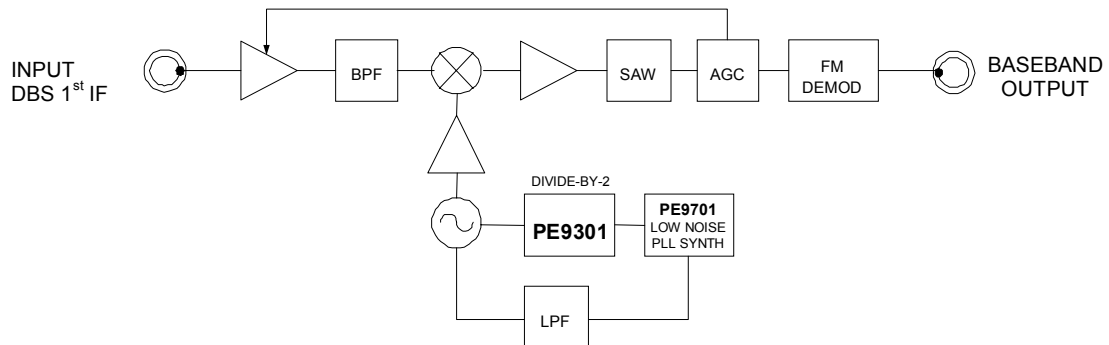 INPUT
DBS 1st IF
BPF
SAW
AGC
FM
DEMOD
BASEBAND
OUTPUT
DIVIDE-BY-2
PE9301
PE9701
LOW NOISE
PLL SYNTH
LPF